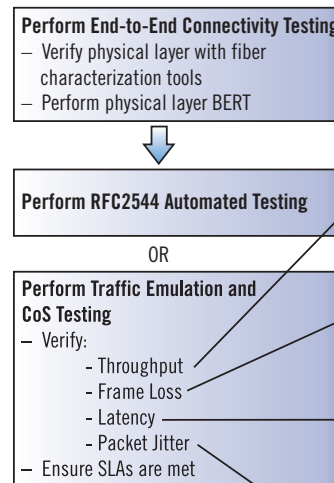 Perform End-to-End Connectivity Testing
– Verify physical layer with fiber
characterization tools
– Perform physical layer BERT
Perform RFC2544 Automated Testing
OR
Perform Traffic Emulation and
CoS Testing
– Verify:
- Throughput
- Frame Loss
- Latency
- Packet Jitter
– Ensure SLAs are met